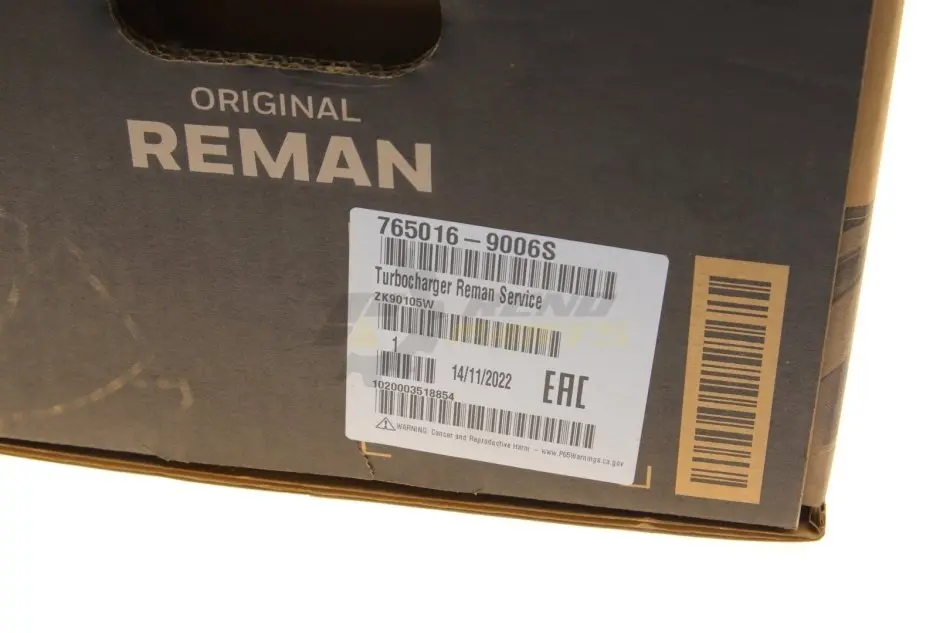 ORIGINAL
REMAN
765016-9006S
Turbocharger Reman Service
ZK90105W
1
14/11/2022
EAC
1020003518854
⚠WARNING: Cancer and Reproductive Harm - www.P65Warnings.ca.gov